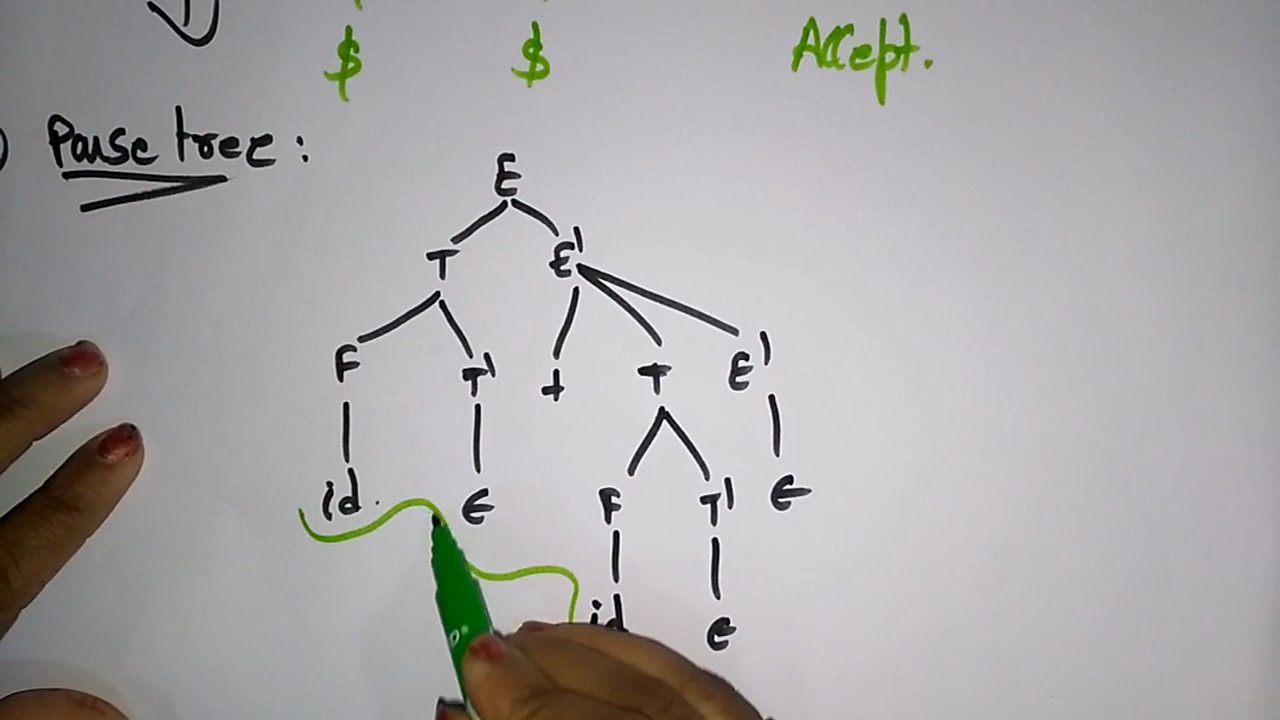 $ $ Accept.
) Parse tree :
E
T E'
F T' + T E'
id. ε F T' ε
id ε